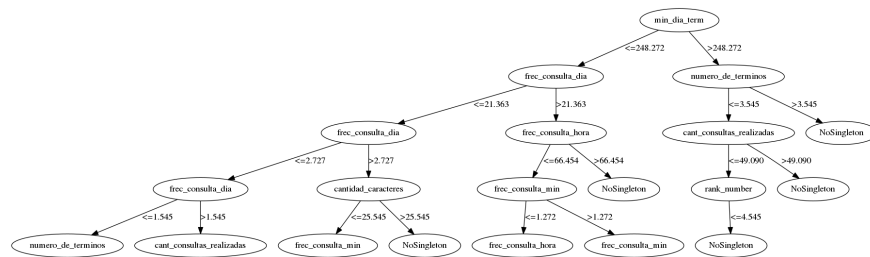 min_dia_term
<=248.272 >248.272
frec_consulta_dia numero_de_terminos
<=21.363 >21.363 <=3.545 >3.545
frec_consulta_dia frec_consulta_hora cant_consultas_realizadas NoSingleton
<=2.727 >2.727 <=66.454 >66.454 <=49.090 >49.090
frec_consulta_dia cantidad_caracteres frec_consulta_min NoSingleton rank_number NoSingleton
<=1.545 >1.545 <=25.545 >25.545 <=1.272 >1.272 <=4.545
numero_de_terminos cant_consultas_realizadas frec_consulta_min NoSingleton frec_consulta_hora frec_consulta_min NoSingleton